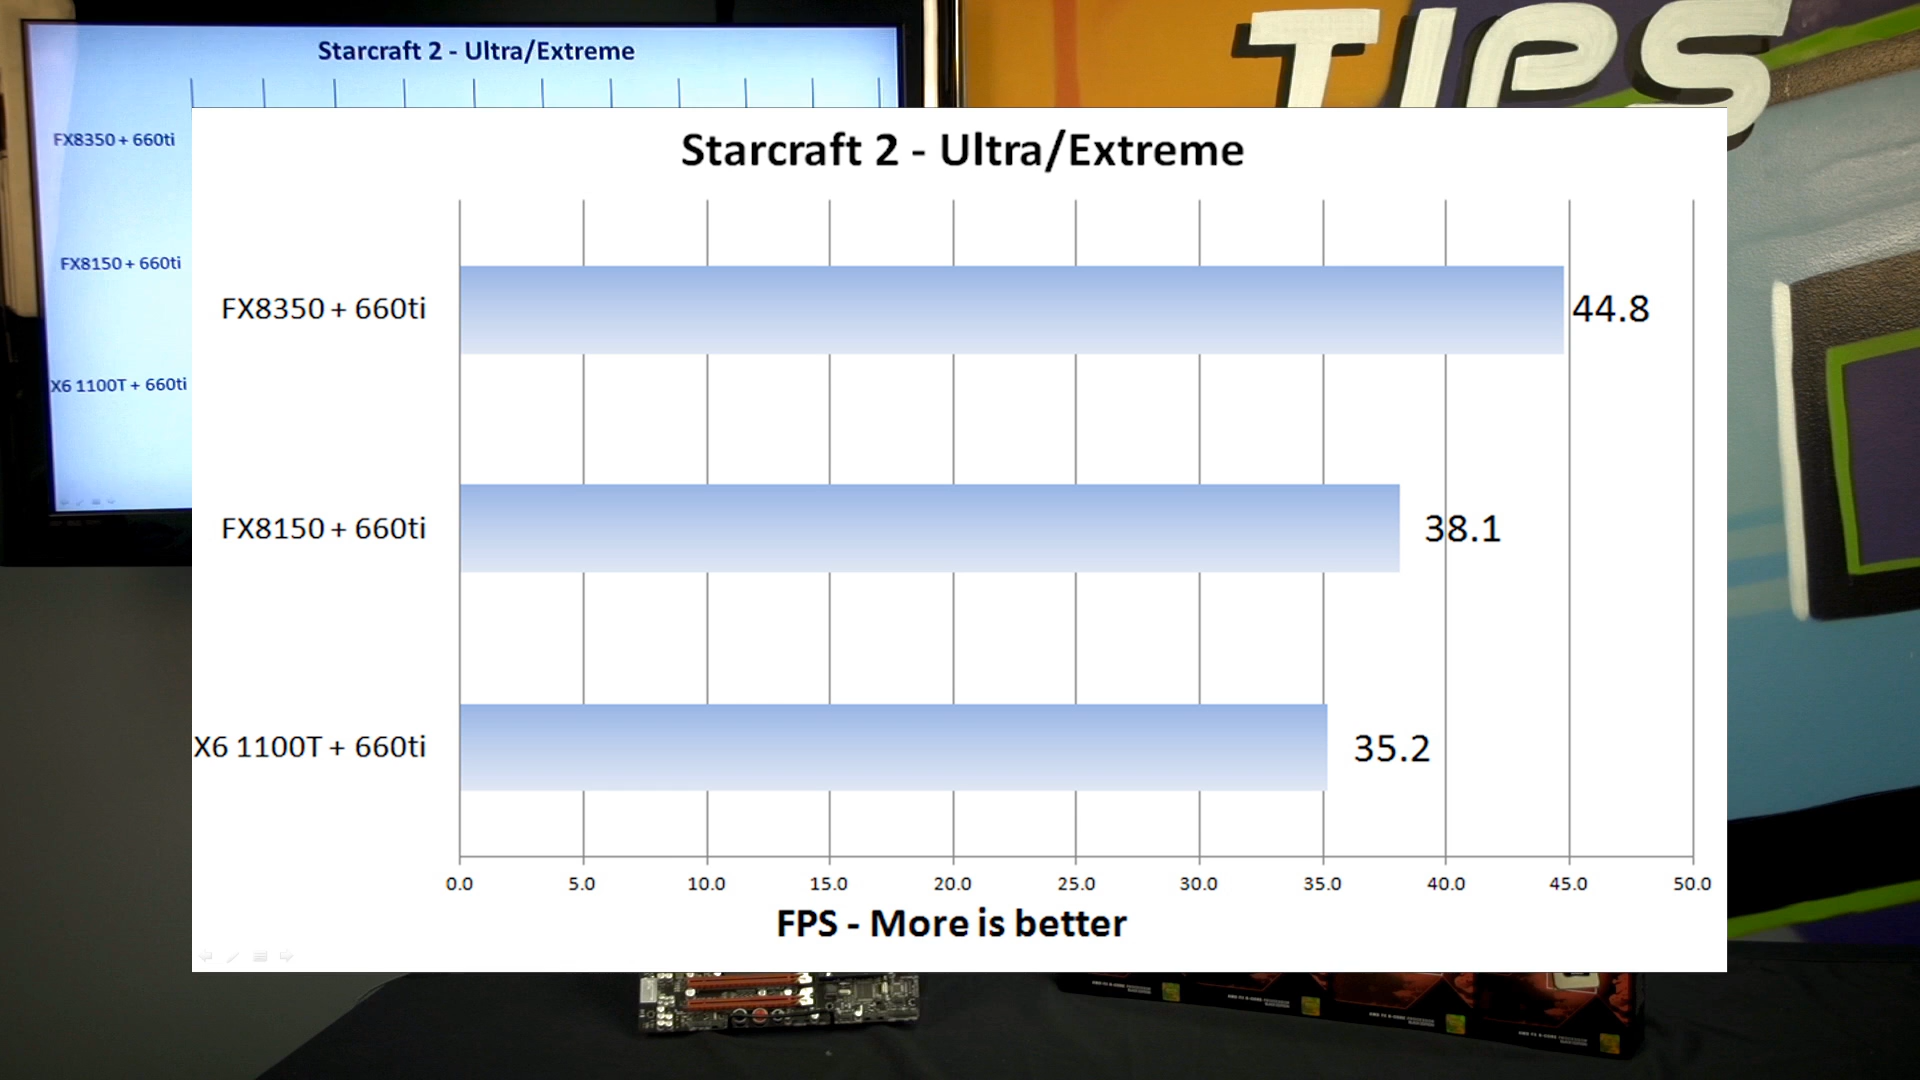 TIPS
Starcraft 2 - Ultra/Extreme
FX8350 + 660ti
FX8150 + 660ti
X6 1100T + 660ti
Starcraft 2 - Ultra/Extreme
FX8350 + 660ti
44.8
FX8150 + 660ti
38.1
X6 1100T + 660ti
35.2
0.0 5.0 10.0 15.0 20.0 25.0 30.0 35.0 40.0 45.0 50.0
FPS - More is better